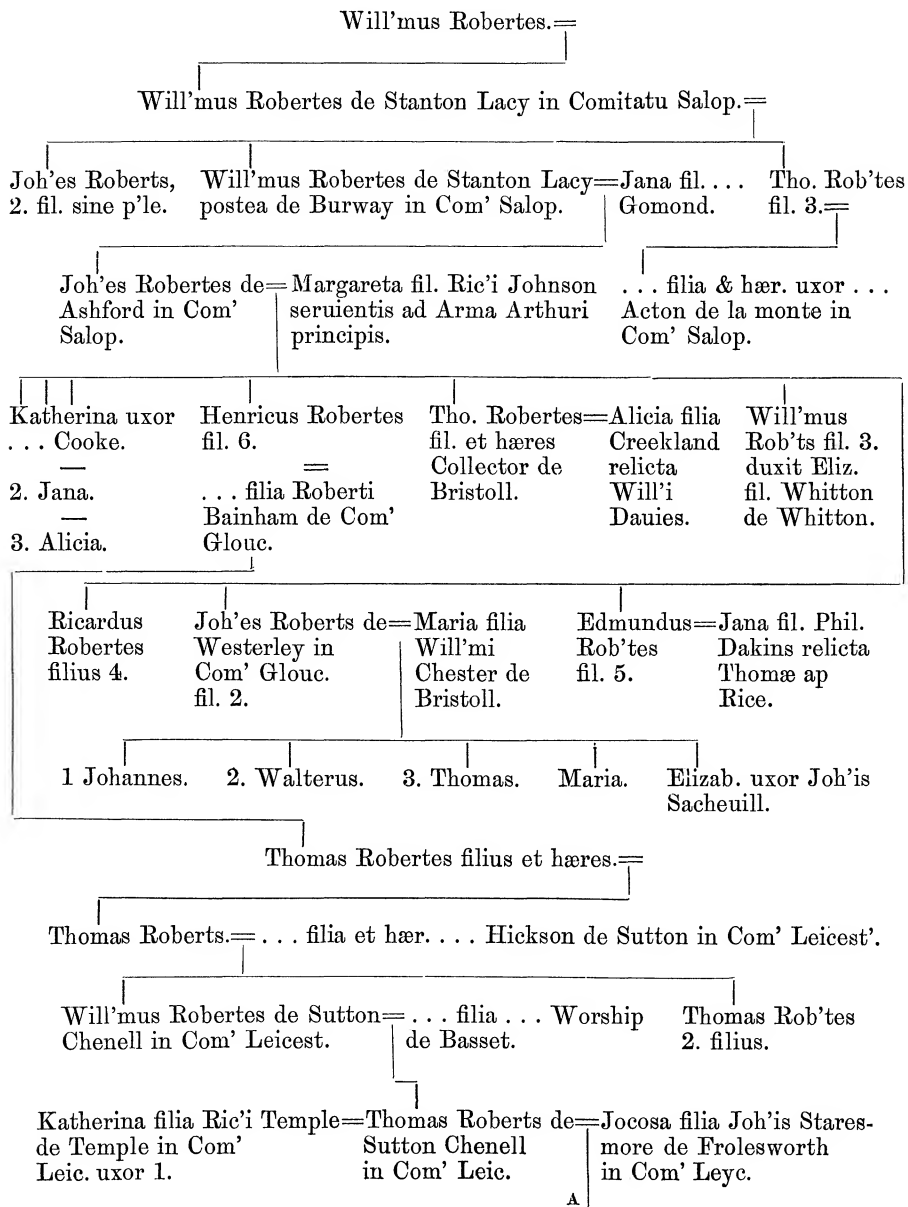 Will'mus Robertes.=
Will'mus Robertes de Stanton Lacy in Comitatu Salop.=
Joh'es Roberts,
2. fil. sine p'le.
Will'mus Robertes de Stanton Lacy=Jana fil. . . .
postea de Burway in Com' Salop.
Gomond.
Tho. Rob'tes
fil. 3.=
Joh'es Robertes de=Margareta fil. Ric'i Johnson
Ashford in Com'
Salop.
seruientis ad Arma Arthuri
principis.
. . . filia & hær. uxor . . .
Acton de la monte in
Com' Salop.
Katherina uxor
. . . Cooke.
—
2. Jana.
—
3. Alicia.
Henricus Robertes
fil. 6.
=
. . . filia Roberti
Bainham de Com'
Glouc.
Tho. Robertes=Alicia filia
fil. et hæres
Collector de
Bristoll.
Creekland
relicta
Will'i
Dauies.
Will'mus
Rob'ts fil. 3.
duxit Eliz.
fil. Whitton
de Whitton.
Ricardus
Robertes
filius 4.
Joh'es Roberts de=Maria filia
Westerley in
Com' Glouc.
fil. 2.
Will'mi
Chester de
Bristoll.
Edmundus=Jana fil. Phil.
Rob'tes
fil. 5.
Dakins relicta
Thomæ ap
Rice.
1 Johannes.
2. Walterus.
3. Thomas.
Maria.
Elizab. uxor Joh'is
Sacheuill.
Thomas Robertes filius et hæres.=
Thomas Roberts.= . . . filia et hær. . . . Hickson de Sutton in Com' Leicest'.
Will'mus Robertes de Sutton= . . . filia . . . Worship
Chenell in Com' Leicest.
de Basset.
Thomas Rob'tes
2. filius.
Katherina filia Ric'i Temple=Thomas Roberts de=Jocosa filia Joh'is Stares-
de Temple in Com'
Leic. uxor 1.
Sutton Chenell
in Com' Leic.
more de Frolesworth
in Com' Leyc.
A